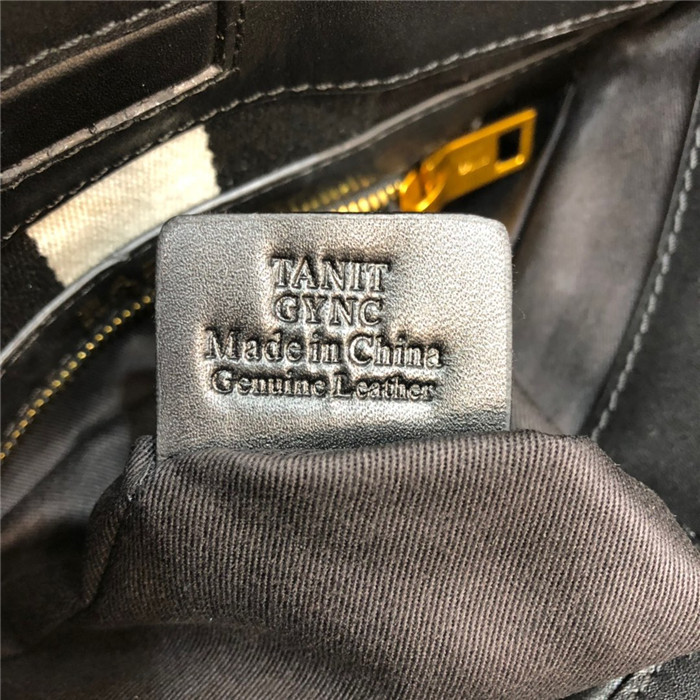 TANIT
GYNC
Made in China
Genuine Leather